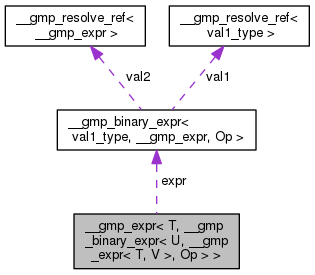 __gmp_resolve_ref<
__gmp_expr >
__gmp_resolve_ref<
val1_type >
val2
val1
__gmp_binary_expr<
val1_type, __gmp_expr, Op >
expr
__gmp_expr< T, __gmp
_binary_expr< U, __gmp
_expr< T, V >, Op > >